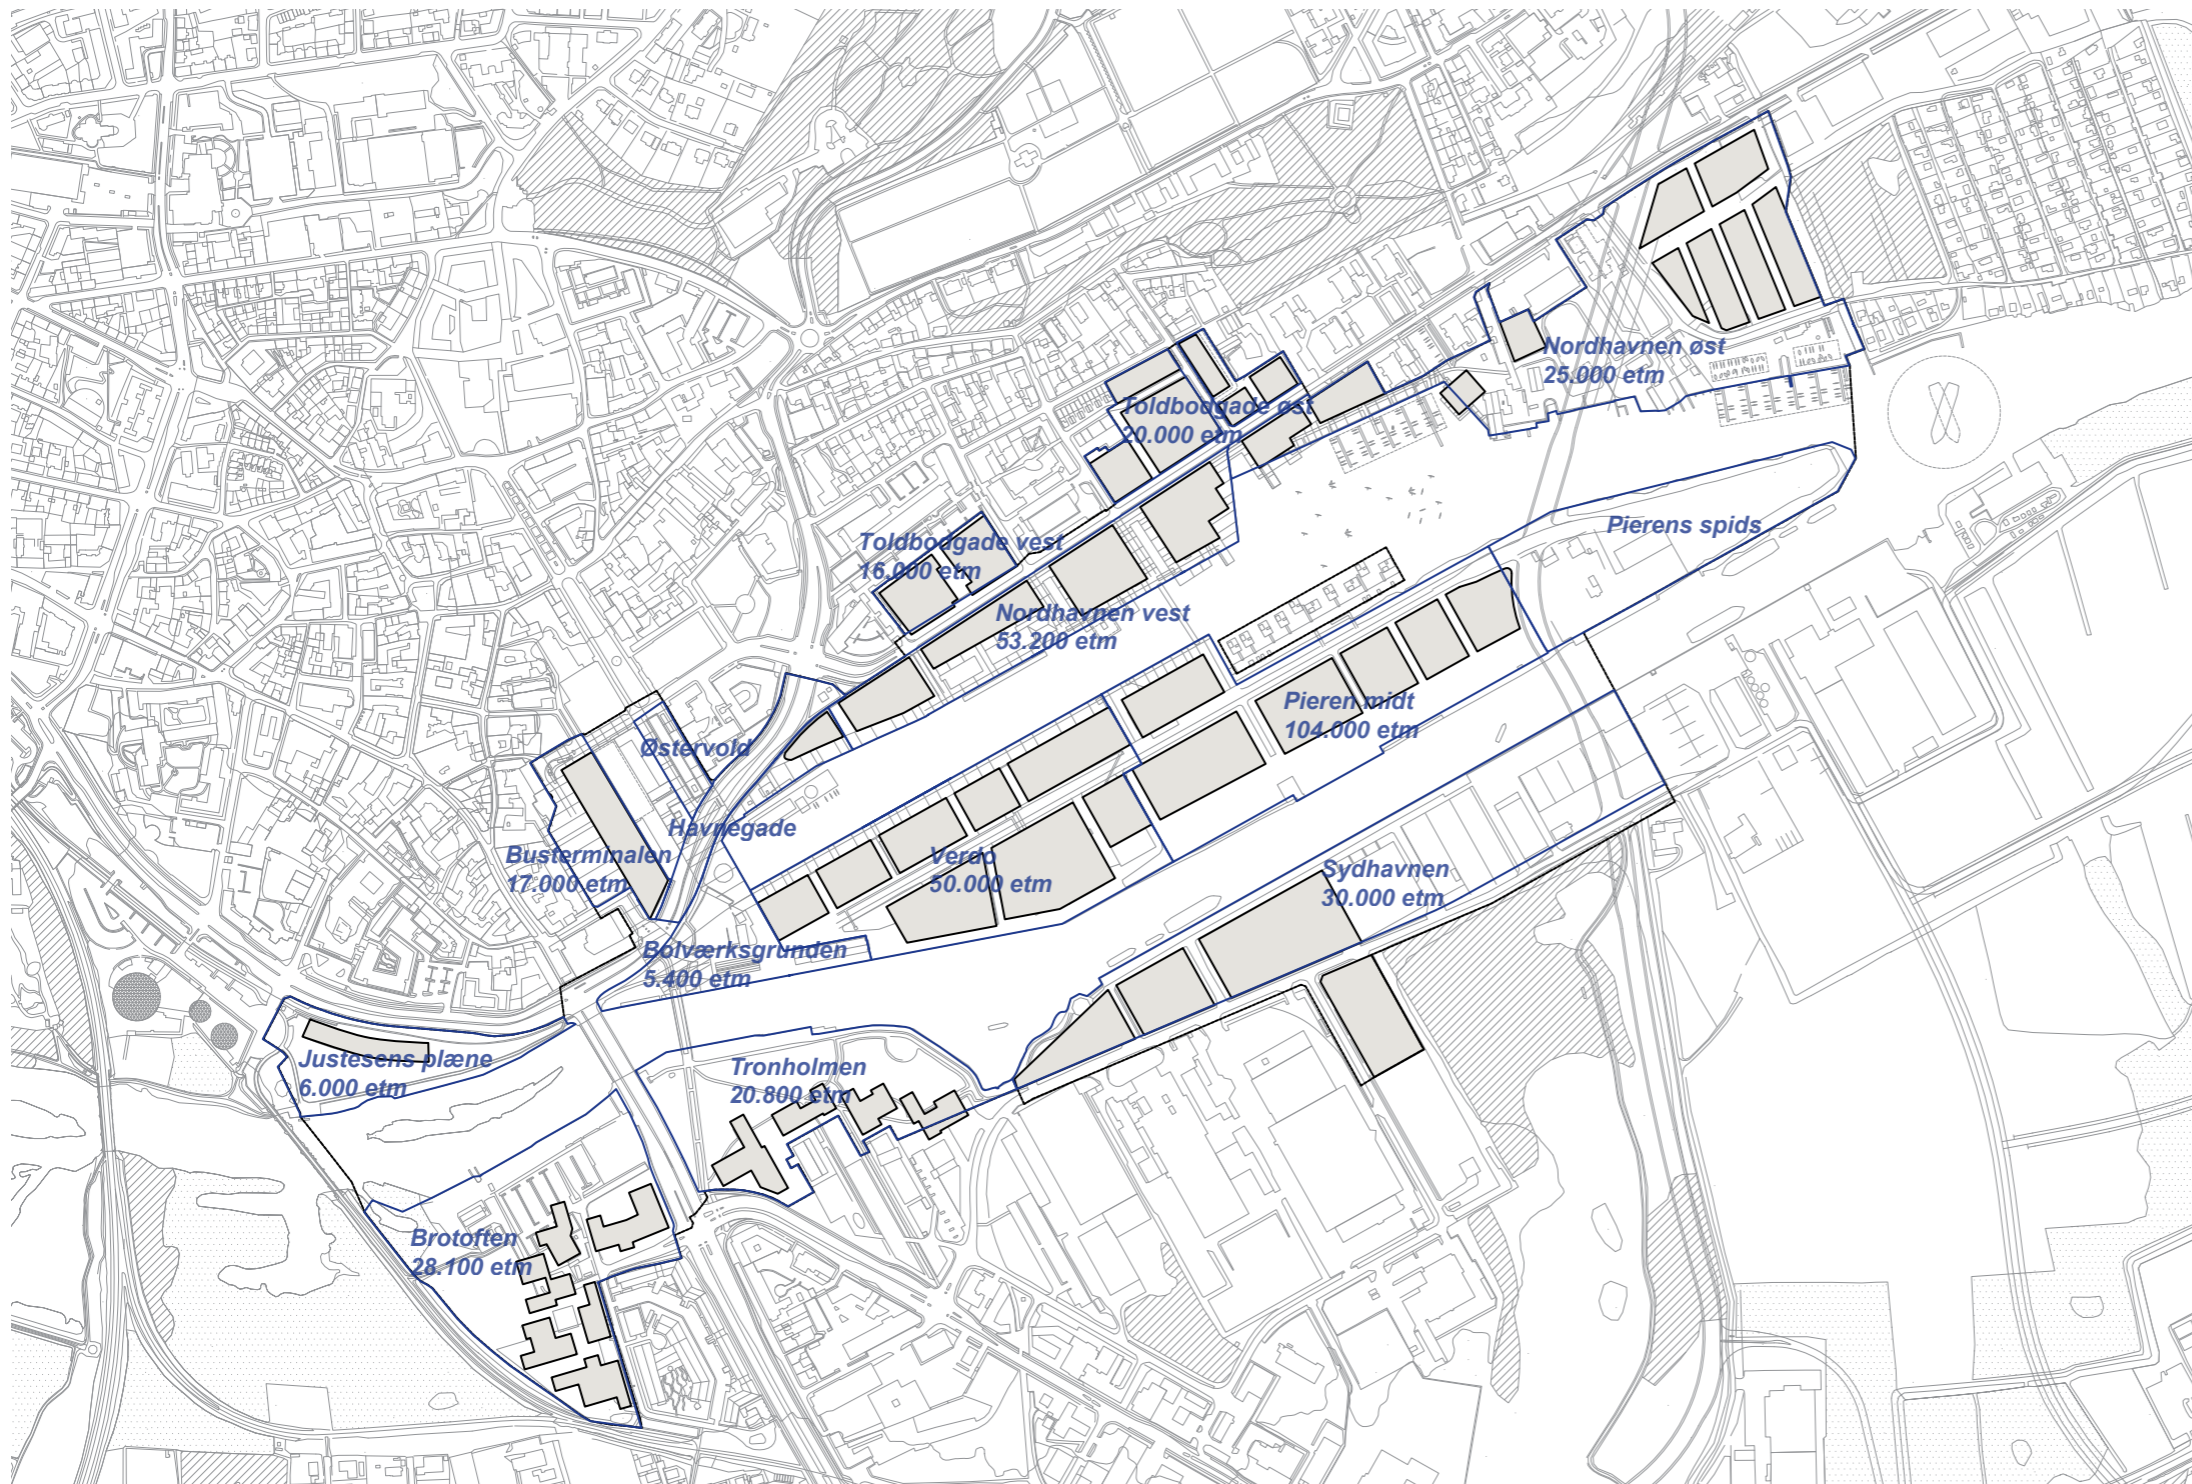 Nordhavnen øst
25.000 etm
Toldbodgade øst
20.000 etm
Pierens spids
Toldbodgade vest
16.000 etm
Nordhavnen vest
53.200 etm
Pieren midt
104.000 etm
Østervold
Havnegade
Busterminalen
17.000 etm
Verdo
50.000 etm
Sydhavnen
30.000 etm
Bolværksgrunden
5.400 etm
Justesens plæne
6.000 etm
Tronholmen
20.800 etm
Brotoften
28.100 etm